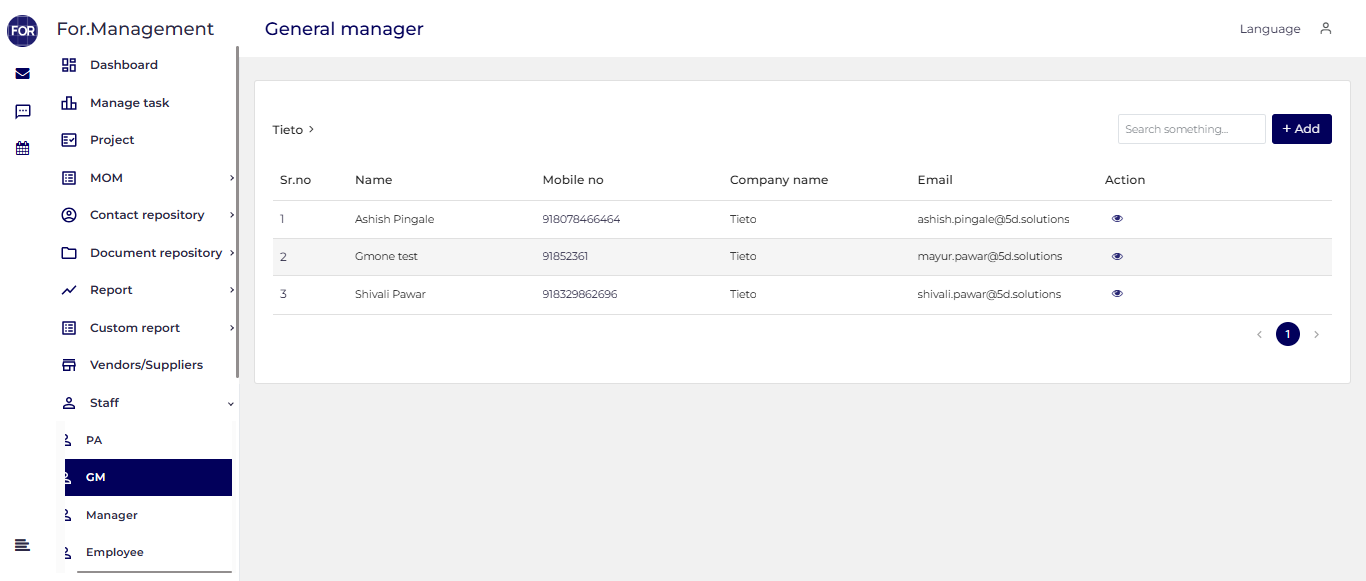 FOR
For.Management
General manager
Language
Dashboard
Manage task
Project
MOM
Contact repository
Document repository
Report
Custom report
Vendors/Suppliers
Staff
PA
GM
Manager
Employee
Tieto
Search something...
+ Add
Sr.no Name Mobile no Company name Email Action
1 Ashish Pingale 918078466464 Tieto ashish.pingale@5d.solutions
2 Gmone test 91852361 Tieto mayur.pawar@5d.solutions
3 Shivali Pawar 918329862696 Tieto shivali.pawar@5d.solutions
1